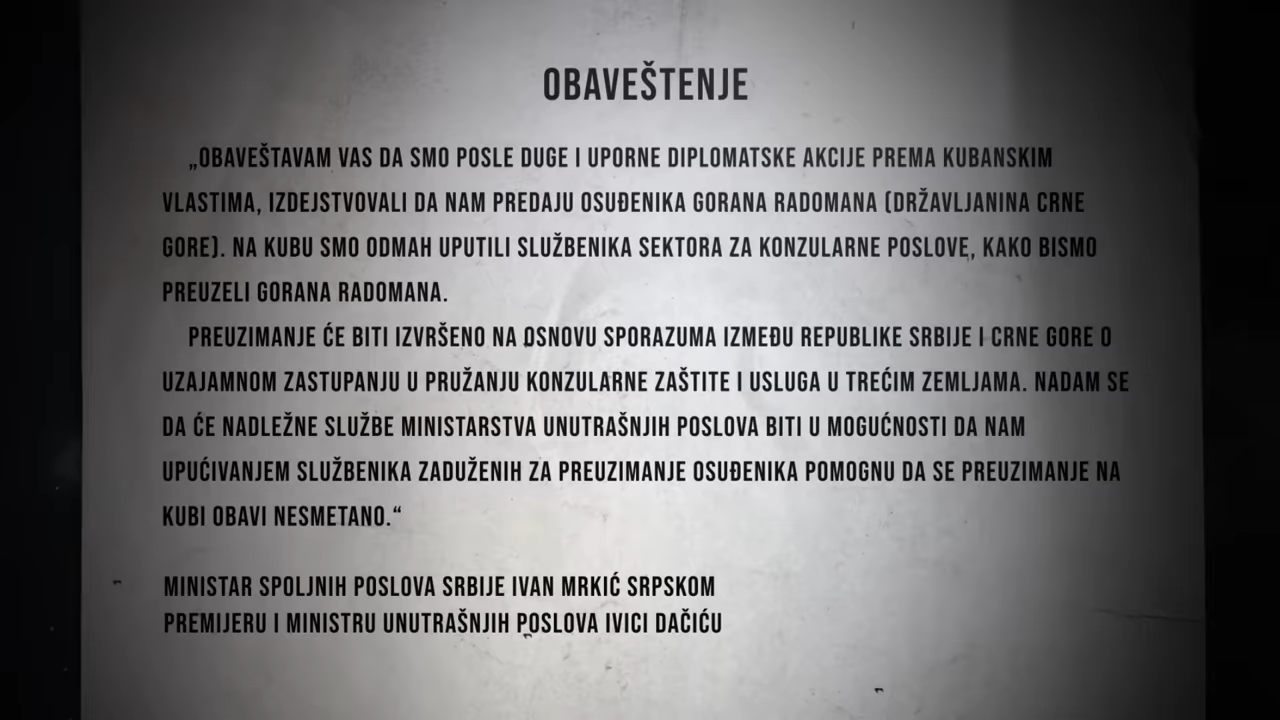 OBAVEŠTENJE
„OBAVEŠTAVAM VAS DA SMO POSLE DUGE I UPORNE DIPLOMATSKE AKCIJE PREMA KUBANSKIM
VLASTIMA, IZDEJSTVOVALI DA NAM PREDAJU OSUĐENIKA GORANA RADOMANA (DRŽAVLJANINA CRNE
GORE). NA KUBU SMO ODMAH UPUTILI SLUŽBENIKA SEKTORA ZA KONZULARNE POSLOVE, KAKO BISMO
PREUZELI GORANA RADOMANA.
PREUZIMANJE ĆE BITI IZVRŠENO NA OSNOVU SPORAZUMA IZMEĐU REPUBLIKE SRBIJE I CRNE GORE O
UZAJAMNOM ZASTUPANJU U PRUŽANJU KONZULARNE ZAŠTITE I USLUGA U TREĆIM ZEMLJAMA. NADAM SE
DA ĆE NADLEŽNE SLUŽBE MINISTARSTVA UNUTRAŠNJIH POSLOVA BITI U MOGUĆNOSTI DA NAM
UPUĆIVANJEM SLUŽBENIKA ZADUŽENIH ZA PREUZIMANJE OSUĐENIKA POMOGNU DA SE PREUZIMANJE NA
KUBI OBAVI NESMETANO.“
MINISTAR SPOLJNIH POSLOVA SRBIJE IVAN MRKIĆ SRPSKOM
PREMIJERU I MINISTRU UNUTRAŠNJIH POSLOVA IVICI DAČIĆU